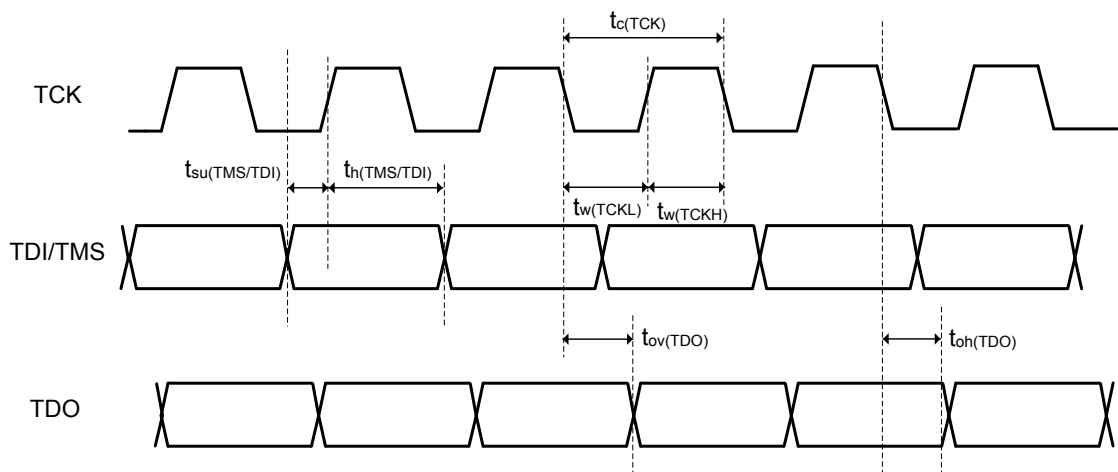 tc(TCK)
TCK
tsu(TMS/TDI) th(TMS/TDI)
tw(TCKL) tw(TCKH)
TDI/TMS
tov(TDO) toh(TDO)
TDO